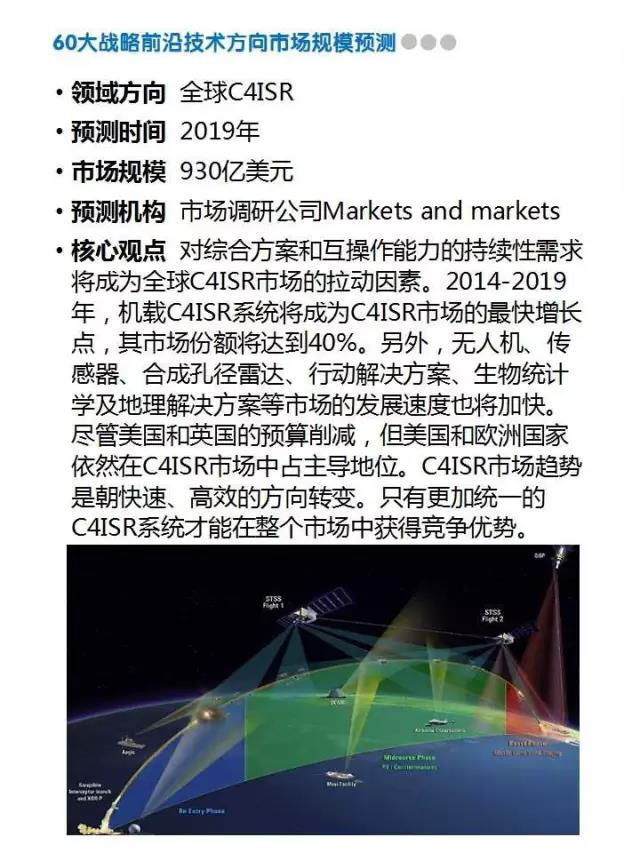 60大战略前沿技术方向市场规模预测
• 领域方向 全球C4ISR
• 预测时间 2019年
• 市场规模 930亿美元
• 预测机构 市场调研公司Markets and markets
• 核心观点 对综合方案和互操作能力的持续性需求
将成为全球C4ISR市场的拉动因素。2014-2019
年，机载C4ISR系统将成为C4ISR市场的最快增长
点，其市场份额将达到40%。另外，无人机、传
感器、合成孔径雷达、行动解决方案、生物统计
学及地理解决方案等市场的发展速度也将加快。
尽管美国和英国的预算削减，但美国和欧洲国家
依然在C4ISR市场中占主导地位。C4ISR市场趋势
是朝快速、高效的方向转变。只有更加统一的
C4ISR系统才能在整个市场中获得竞争优势。
DSP
STSS
Flight 1
STSS
Flight 2
Airborne Observations
Aegis
Boost Phase
Midcourse Phase
Mesa Facility
Re Entry Phase
Interceptor launch